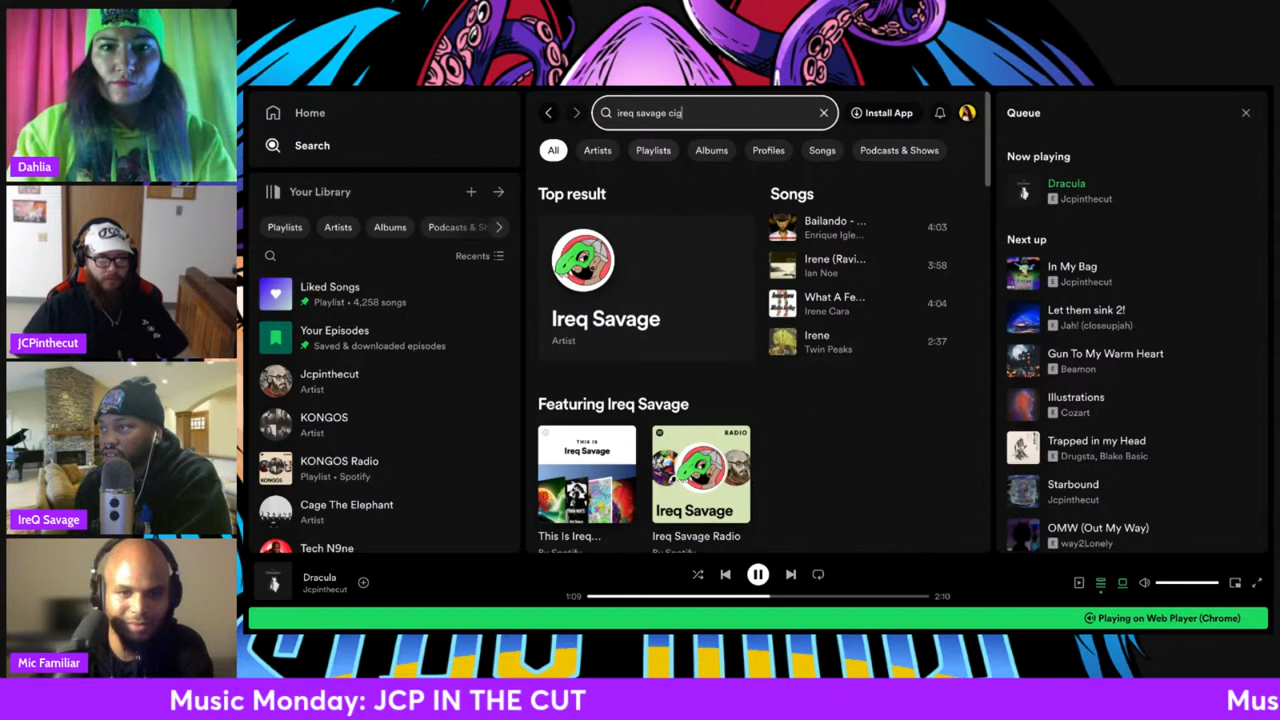 Dahlia
JCPinthecut
IreQ Savage
Mic Familiar
Home
Search
Your Library
Playlists
Artists
Albums
Podcasts & Sh
Recents
Liked Songs
Playlist • 4,258 songs
Your Episodes
Saved & downloaded episodes
Jcpinthecut
Artist
KONGOS
Artist
KONGOS Radio
Playlist • Spotify
Cage The Elephant
Artist
Tech N9ne
ireq savage cig
Install App
All
Artists
Playlists
Albums
Profiles
Songs
Podcasts & Shows
Top result
Ireq Savage
Artist
Songs
Bailando - ...
Enrique Igle...
4:03
Irene (Ravi...
Ian Noe
3:58
What A Fe...
Irene Cara
4:04
Irene
Twin Peaks
2:37
Featuring Ireq Savage
THIS IS
Ireq Savage
This Is Ireq...
By Spotify
RADIO
Ireq Savage
Ireq Savage Radio
By Spotify
Queue
Now playing
Dracula
E Jcpinthecut
Next up
In My Bag
E Jcpinthecut
Let them sink 2!
E Jah! (closeupjah)
Gun To My Warm Heart
E Beamon
Illustrations
E Cozart
Trapped in my Head
E Drugsta, Blake Basic
Starbound
Jcpinthecut
OMW (Out My Way)
E way2Lonely
Dracula
Jcpinthecut
1:09
2:10
Playing on Web Player (Chrome)
Music Monday: JCP IN THE CUT
Mus